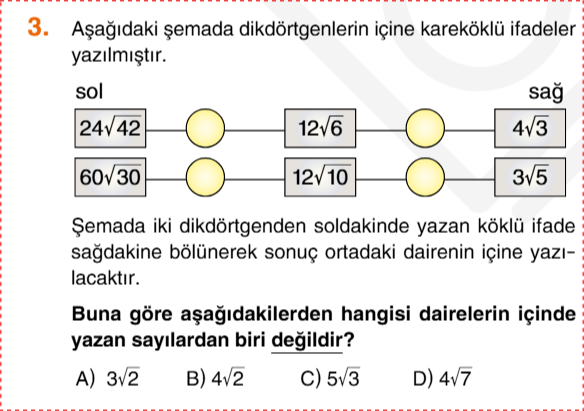 3. Aşağıdaki şemada dikdörtgenlerin içine kareköklü ifadeler
yazılmıştır.
sol sağ
24√42 12√6 4√3
60√30 12√10 3√5
Şemada iki dikdörtgenden soldakinde yazan köklü ifade
sağdakine bölünerek sonuç ortadaki dairenin içine yazı-
lacaktır.
Buna göre aşağıdakilerden hangisi dairelerin içinde
yazan sayılardan biri değildir?
A) 3√2 B) 4√2 C) 5√3 D) 4√7